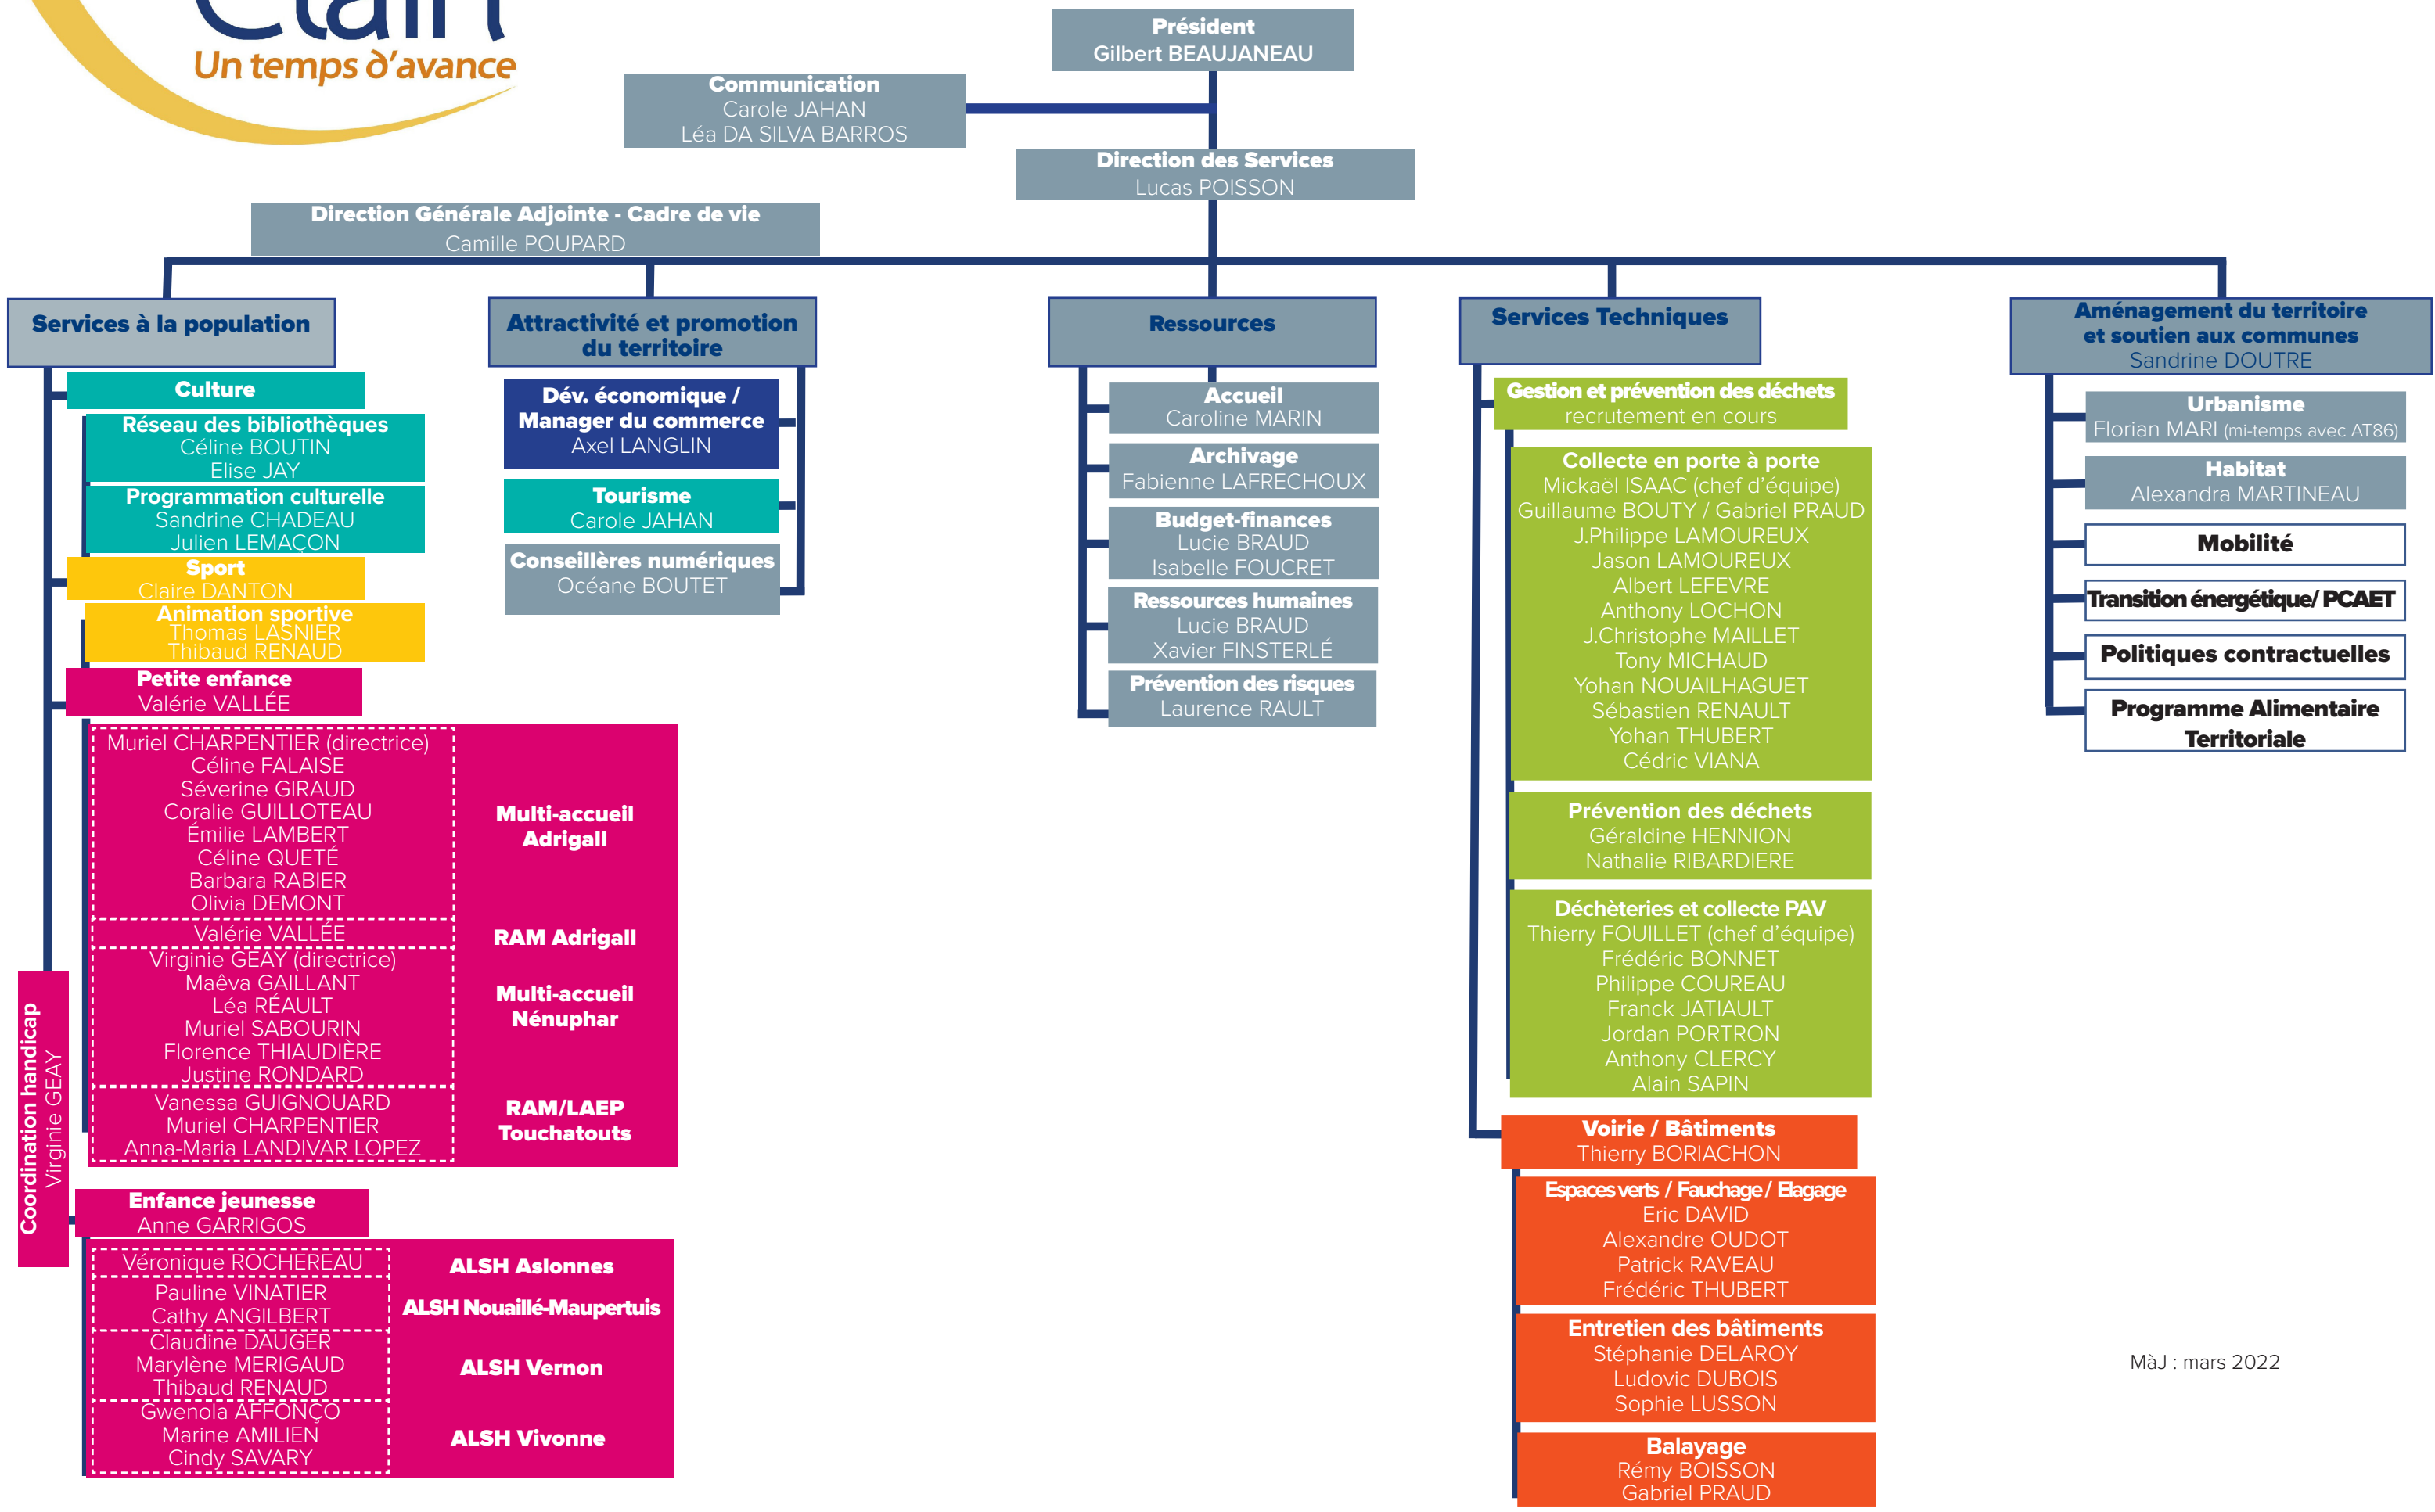 Clain
Un temps d'avance
Président
Gilbert BEAUJANEAU
Communication
Carole JAHAN
Léa DA SILVA BARROS
Direction des Services
Lucas POISSON
Direction Générale Adjointe - Cadre de vie
Camille POUPARD
Services à la population
Culture
Réseau des bibliothèques
Céline BOUTIN
Elise JAY
Programmation culturelle
Sandrine CHADEAU
Julien LEMAÇON
Sport
Claire DANTON
Animation sportive
Thomas LASNIER
Thibaud RENAUD
Petite enfance
Valérie VALLÉE
Muriel CHARPENTIER (directrice)
Céline FALAISE
Séverine GIRAUD
Coralie GUILLOTEAU
Émilie LAMBERT
Céline QUETÉ
Barbara RABIER
Olivia DEMONT
Multi-accueil
Adrigall
Valérie VALLÉE
RAM Adrigall
Virginie GEAY (directrice)
Maêva GAILLANT
Léa RÉAULT
Muriel SABOURIN
Florence THIAUDIÈRE
Justine RONDARD
Multi-accueil
Nénuphar
Vanessa GUIGNOUARD
Muriel CHARPENTIER
Anna-Maria LANDIVAR LOPEZ
RAM/LAEP
Touchatouts
Coordination handicap
Virginie GEAY
Enfance jeunesse
Anne GARRIGOS
Véronique ROCHEREAU
ALSH Aslonnes
Pauline VINATIER
Cathy ANGILBERT
ALSH Nouaillé-Maupertuis
Claudine DAUGER
Marylène MERIGAUD
Thibaud RENAUD
ALSH Vernon
Gwenola AFFONÇO
Marine AMILIEN
Cindy SAVARY
ALSH Vivonne
Attractivité et promotion
du territoire
Dév. économique /
Manager du commerce
Axel LANGLIN
Tourisme
Carole JAHAN
Conseillères numériques
Océane BOUTET
Ressources
Accueil
Caroline MARIN
Archivage
Fabienne LAFRECHOUX
Budget-finances
Lucie BRAUD
Isabelle FOUCRET
Ressources humaines
Lucie BRAUD
Xavier FINSTERLÉ
Prévention des risques
Laurence RAULT
Services Techniques
Gestion et prévention des déchets
recrutement en cours
Collecte en porte à porte
Mickaël ISAAC (chef d'équipe)
Guillaume BOUTY / Gabriel PRAUD
J.Philippe LAMOUREUX
Jason LAMOUREUX
Albert LEFEVRE
Anthony LOCHON
J.Christophe MAILLET
Tony MICHAUD
Yohan NOUAILHAGUET
Sébastien RENAULT
Yohan THUBERT
Cédric VIANA
Prévention des déchets
Géraldine HENNION
Nathalie RIBARDIERE
Déchèteries et collecte PAV
Thierry FOUILLET (chef d'équipe)
Frédéric BONNET
Philippe COUREAU
Franck JATIAULT
Jordan PORTRON
Anthony CLERCY
Alain SAPIN
Voirie / Bâtiments
Thierry BORIACHON
Espaces verts / Fauchage / Elagage
Eric DAVID
Alexandre OUDOT
Patrick RAVEAU
Frédéric THUBERT
Entretien des bâtiments
Stéphanie DELAROY
Ludovic DUBOIS
Sophie LUSSON
Balayage
Rémy BOISSON
Gabriel PRAUD
Aménagement du territoire
et soutien aux communes
Sandrine DOUTRE
Urbanisme
Florian MARI (mi-temps avec AT86)
Habitat
Alexandra MARTINEAU
Mobilité
Transition énergétique/ PCAET
Politiques contractuelles
Programme Alimentaire
Territoriale
MàJ : mars 2022